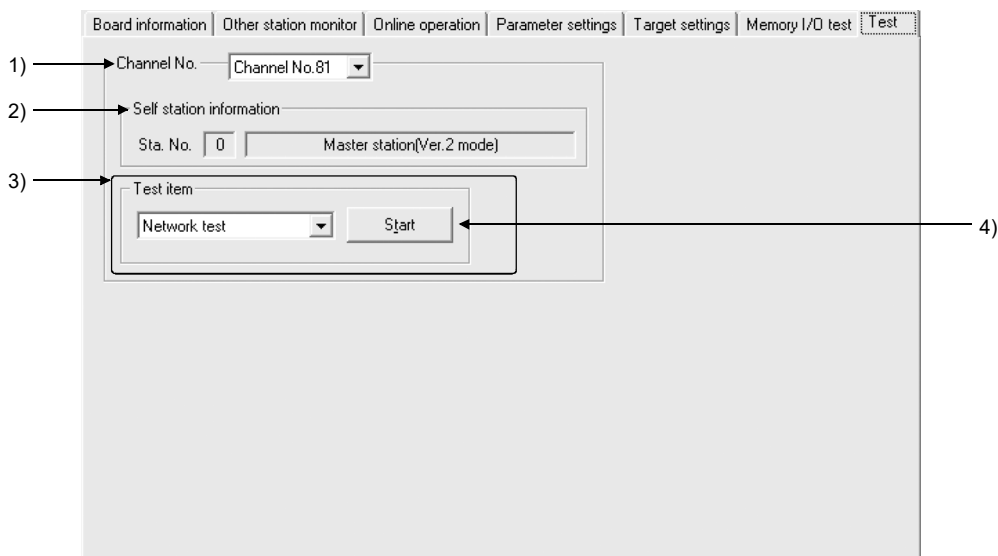 Board information Other station monitor Online operation Parameter settings Target settings Memory I/O test Test
1) Channel No. Channel No.81
2) Self station information
Sta. No. 0 Master station(Ver.2 mode)
3) Test item
Network test Start 4)